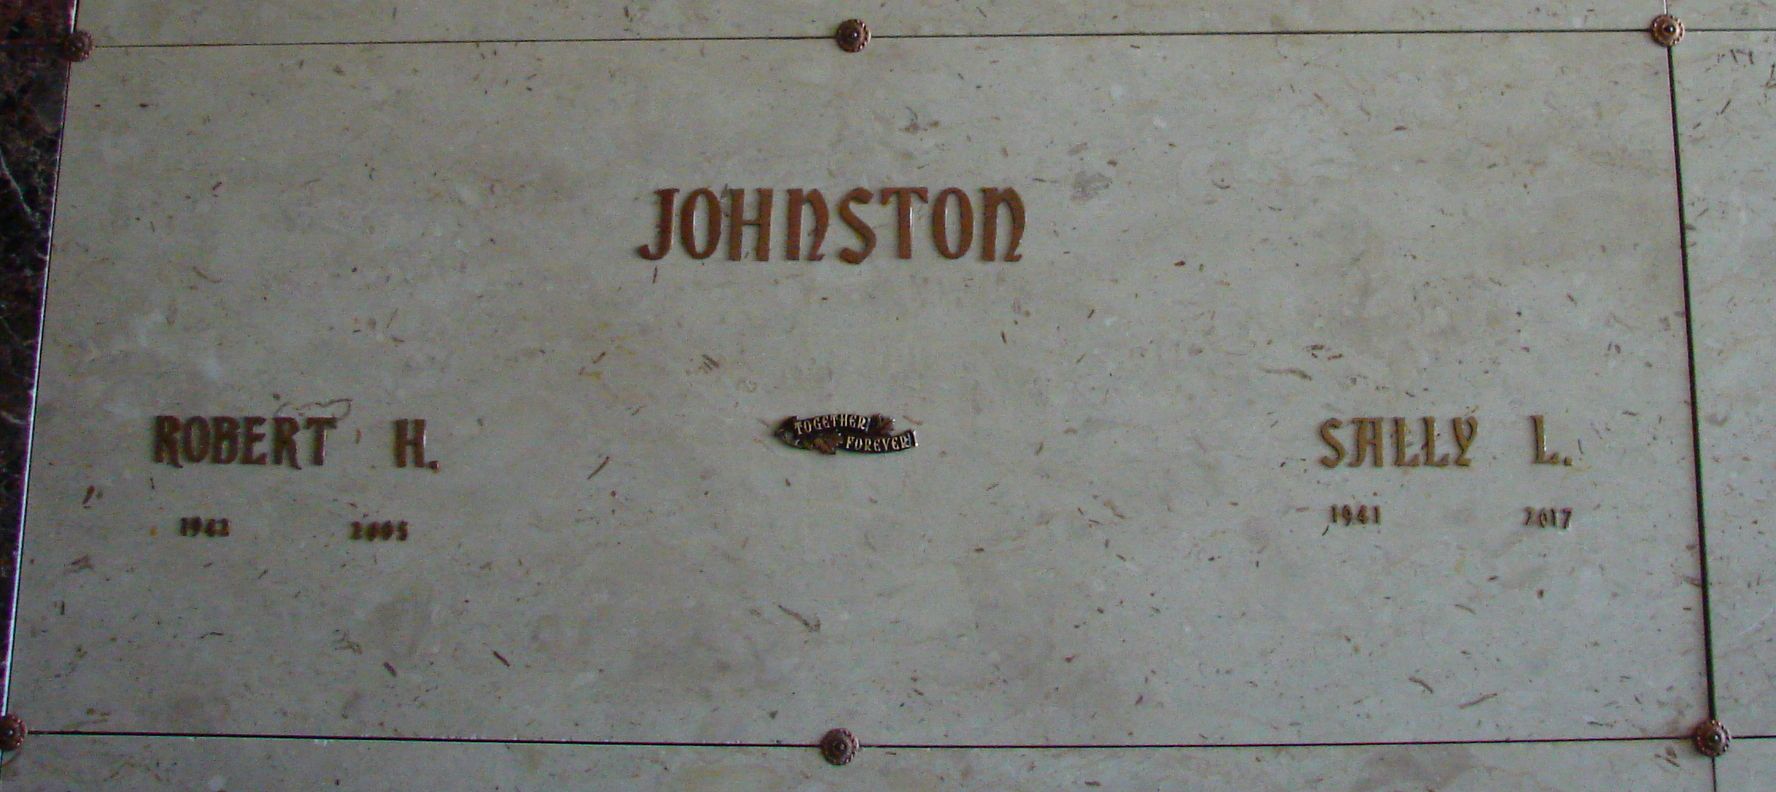 JOHNSTON
ROBERT H.
TOGETHER
FOREVER
SALLY L.
1942 2005
1941 2017